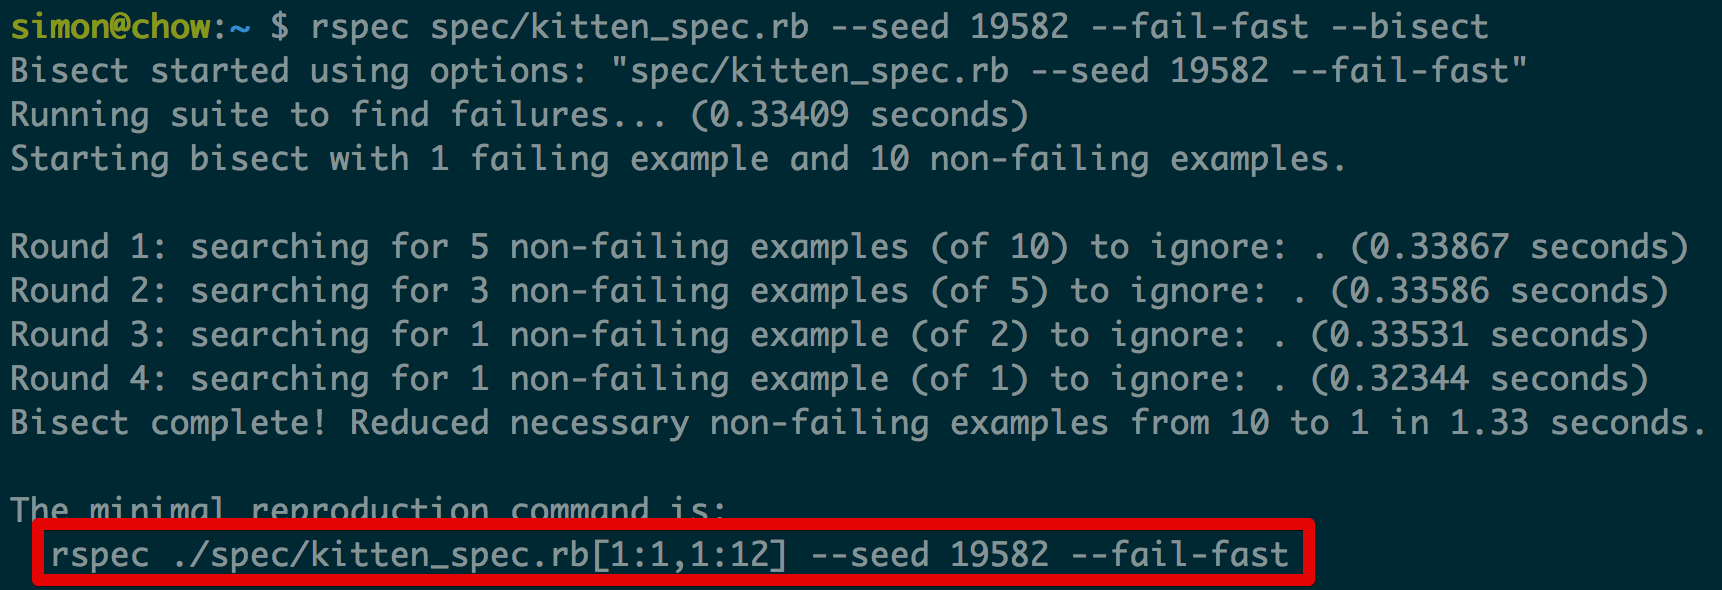 simon@chow:~ $ rspec spec/kitten_spec.rb --seed 19582 --fail-fast --bisect
Bisect started using options: "spec/kitten_spec.rb --seed 19582 --fail-fast"
Running suite to find failures... (0.33409 seconds)
Starting bisect with 1 failing example and 10 non-failing examples.
Round 1: searching for 5 non-failing examples (of 10) to ignore: . (0.33867 seconds)
Round 2: searching for 3 non-failing examples (of 5) to ignore: . (0.33586 seconds)
Round 3: searching for 1 non-failing example (of 2) to ignore: . (0.33531 seconds)
Round 4: searching for 1 non-failing example (of 1) to ignore: . (0.32344 seconds)
Bisect complete! Reduced necessary non-failing examples from 10 to 1 in 1.33 seconds.
The minimal reproduction command is:
rspec ./spec/kitten_spec.rb[1:1,1:12] --seed 19582 --fail-fast